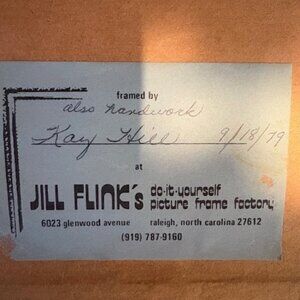 framed by
also handwork
Kay Hill 9/18/79
at
JILL FLINK's do-it-yourself picture frame factory
6023 glenwood avenue raleigh, north carolina 27612
(919) 787-9160